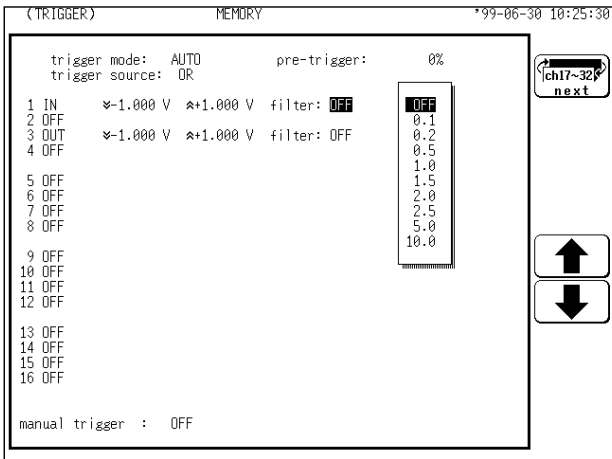 (TRIGGER) MEMORY '99-06-30 10:25:30
trigger mode: AUTO pre-trigger: 0%
trigger source: OR
ch17~32
next
1 IN ￬-1.000 V ￪+1.000 V filter: OFF
2 OFF
3 OUT ￬-1.000 V ￪+1.000 V filter: OFF
4 OFF
5 OFF
6 OFF
7 OFF
8 OFF
9 OFF
10 OFF
11 OFF
12 OFF
13 OFF
14 OFF
15 OFF
16 OFF
OFF
0.1
0.2
0.5
1.0
1.5
2.0
2.5
5.0
10.0
manual trigger : OFF